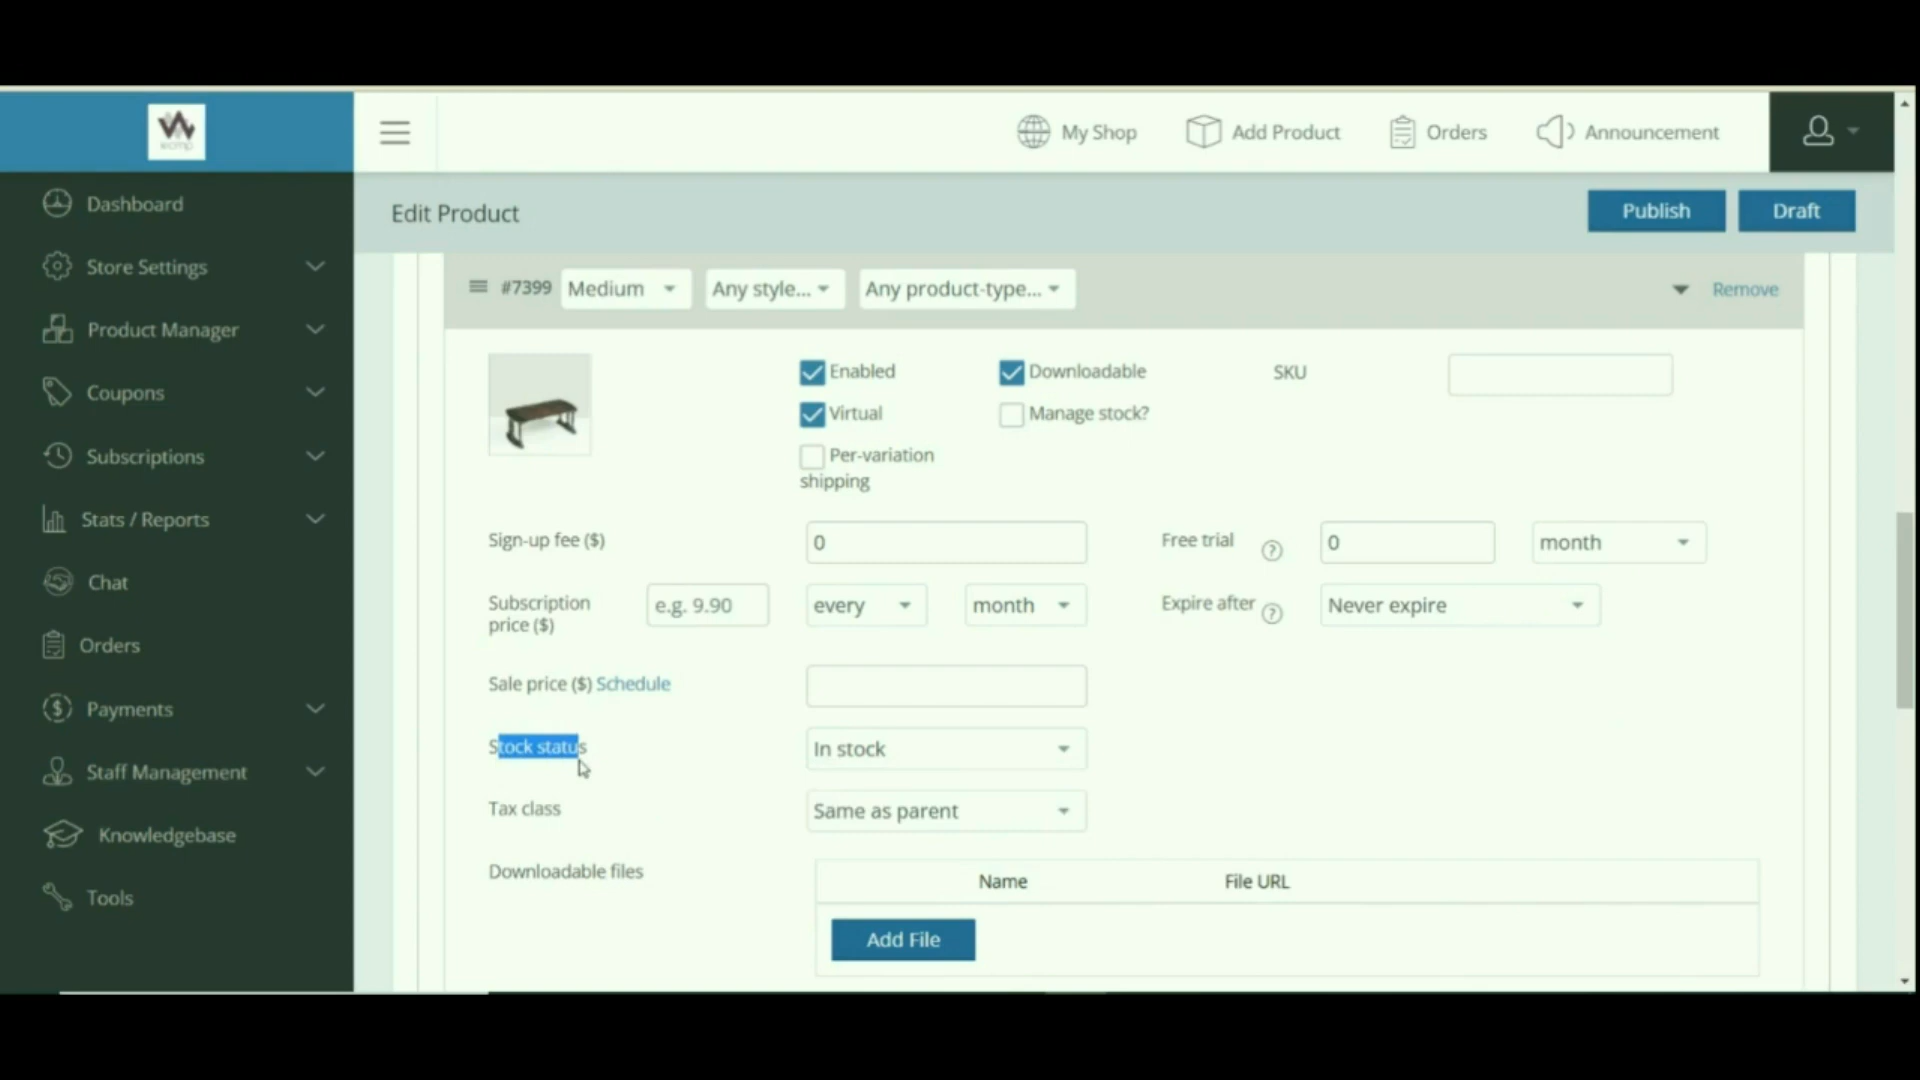 wcmp
My Shop
Add Product
Orders
Announcement
Dashboard
Store Settings
Product Manager
Coupons
Subscriptions
Stats / Reports
Chat
Orders
Payments
Staff Management
Knowledgebase
Tools
Edit Product
Publish
Draft
#7399 Medium Any style... Any product-type... Remove
Enabled
Downloadable
SKU
Virtual
Manage stock?
Per-variation
shipping
Sign-up fee ($)
0
Free trial
?
0
month
Subscription
price ($)
e.g. 9.90
every
month
Expire after
?
Never expire
Sale price ($) Schedule
Stock status
In stock
Tax class
Same as parent
Downloadable files
Name
File URL
Add File